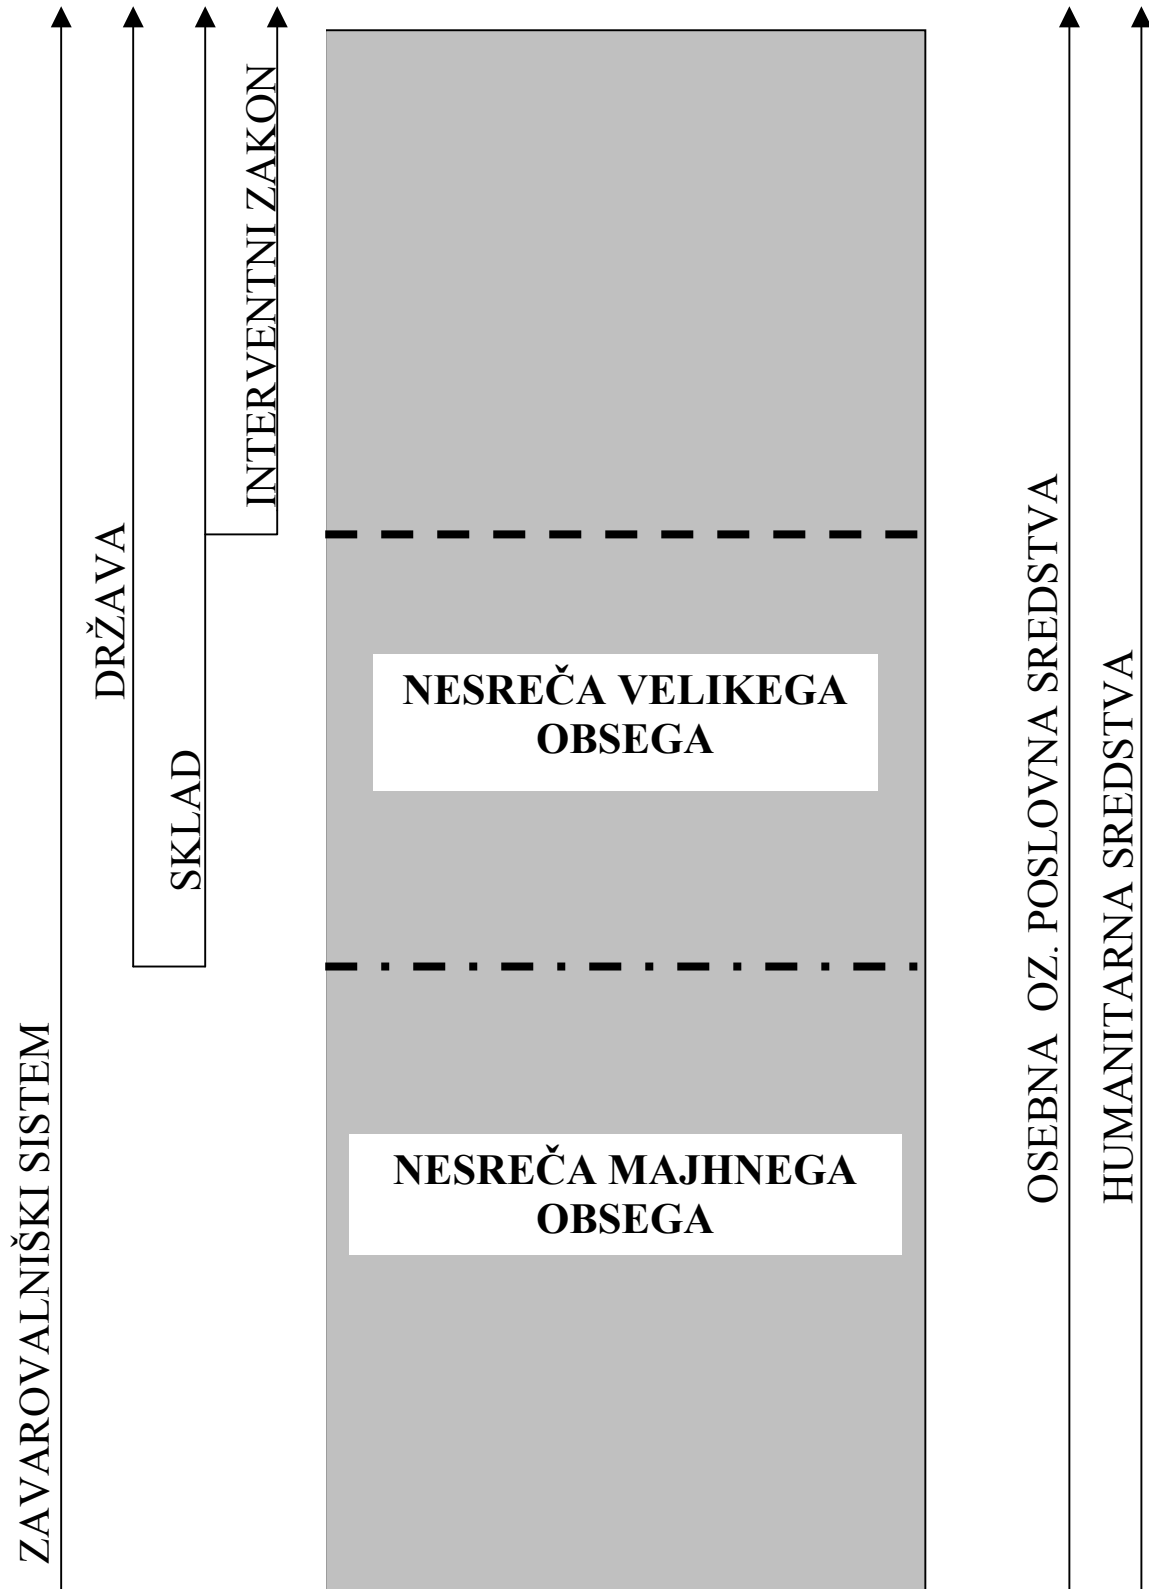 ZAVAROVALNIŠKI SISTEM
DRŽAVA
SKLAD
INTERVENTNI ZAKON
NESREČA VELIKEGA
OBSEGA
NESREČA MAJHNEGA
OBSEGA
OSEBNA OZ. POSLOVNA SREDSTVA
HUMANITARNA SREDSTVA